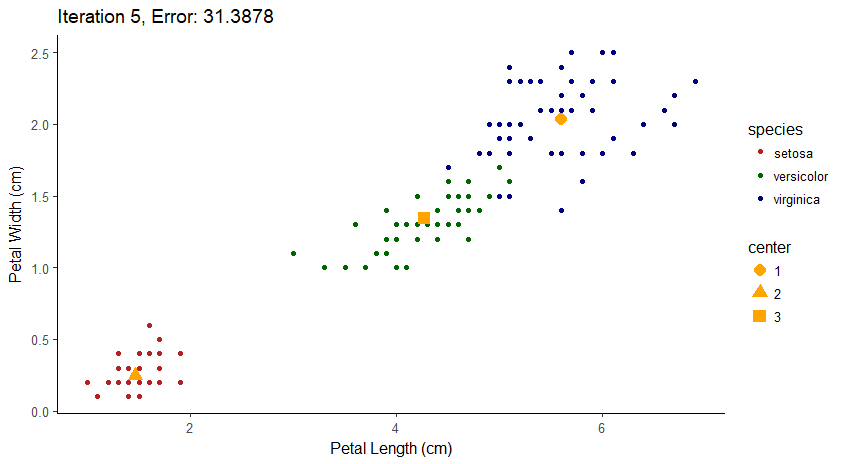 Iteration 5, Error: 31.3878
2.5
2.0
1.5
1.0
0.5
0.0
Petal Width (cm)
2
4
6
Petal Length (cm)
species
setosa
versicolor
virginica
center
1
2
3